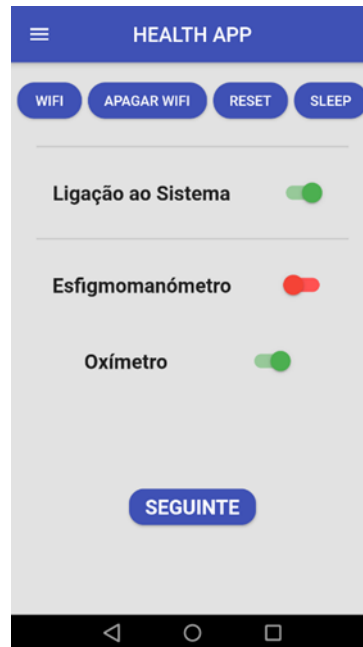 HEALTH APP
WIFI APAGAR WIFI RESET SLEEP
Ligação ao Sistema
Esfigmomanómetro
Oxímetro
SEGUINTE